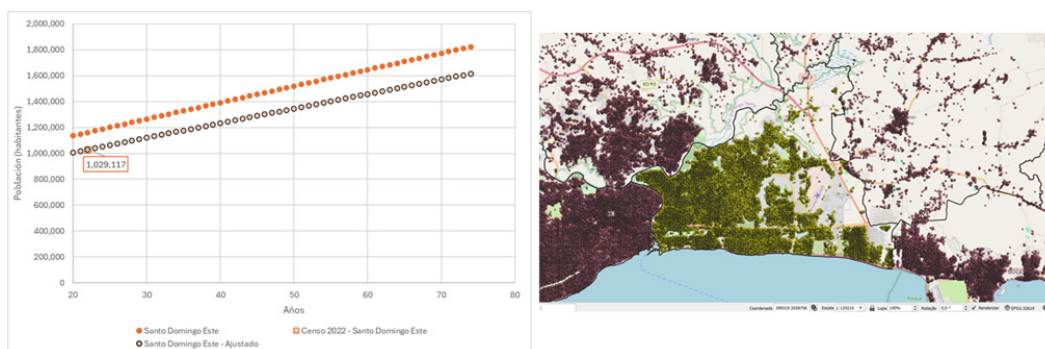 2,000,000
1,800,000
1,600,000
1,400,000
1,200,000
1,000,000
800,000
600,000
400,000
200,000
0
Población (habitantes)
1,029,117
20 30 40 50 60 70 80
Años
Santo Domingo Este
Censo 2022 - Santo Domingo Este
Santo Domingo Este - Ajustado
Coordenada
Escala
Lupa 100%
Rotação 0,0 °
Renderizar